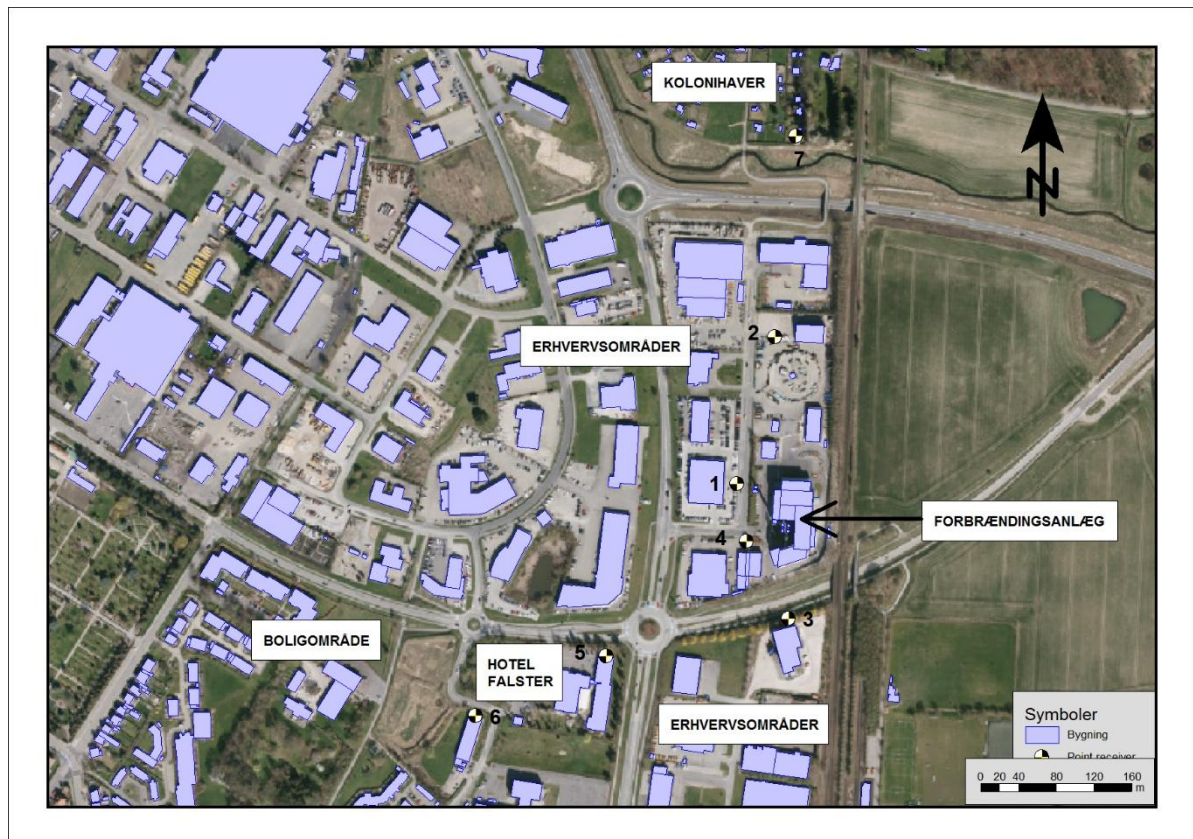 KOLONIHAVER
7
N
2
ERHVERVSOMRÅDER
1
FORBRÆNDINGSANLÆG
4
3
BOLIGOMRÅDE
5
HOTEL
FALSTER
6
ERHVERVSOMRÅDER
Symboler
Bygning
Point receiver
0 20 40 80 120 160
m